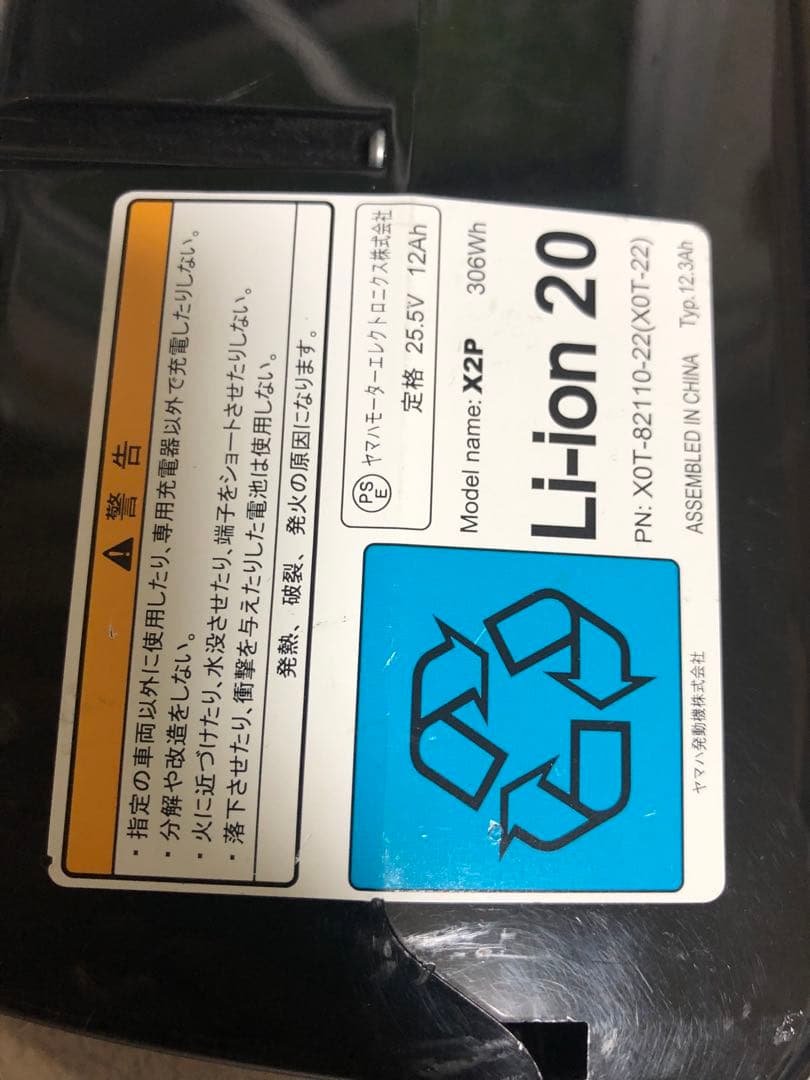 警告
・指定の車両以外に使用したり、専用充電器以外で充電したりしない。
・分解や改造をしない。
・火に近づけたり、水没させたり、端子をショートさせたりしない。
・落下させたり、衝撃を与えたりした電池は使用しない。
発熱、破裂、発火の原因になります。
PS
E
ヤマハモーターエレクトロニクス株式会社
定格 25.5V 12Ah
Model name: X2P 306Wh
Li-ion 20
PN: X0T-82110-22(X0T-22)
ASSEMBLED IN CHINA Typ.12.3Ah
ヤマハ発動機株式会社